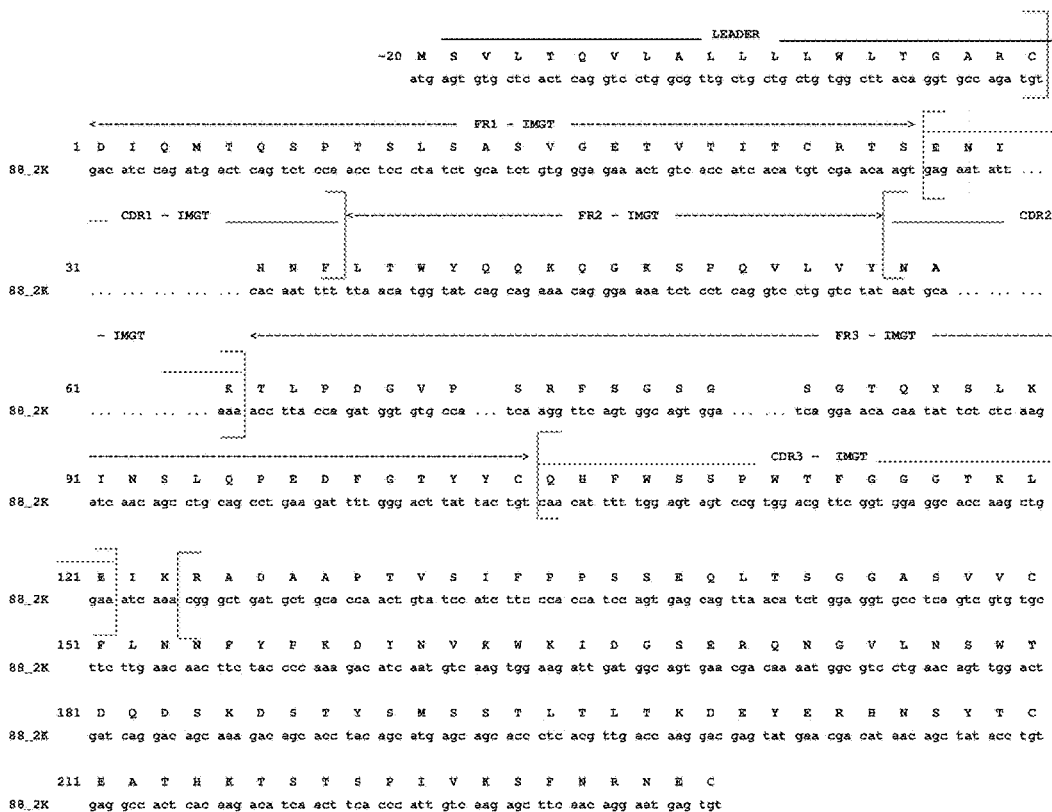 LEADER
-20 M S V L T Q V L A L L L L W L T G A R C
atg agt gtg ctc act cag gtc ctg gcg ttg ctg ctg ctg tgg ctt aca ggt gcc aga tgt
<------ FR1 - IMGT ------>
1 D I Q M T Q S P T S L S A S V G E T V T I T C R T S E N I
88_2K gac atc cag atg act cag tct cca acc tcc cta tct gca tct gtg gga gaa act gtc acc atc aca tgt cga aca agt gag aat att ...
CDR1 - IMGT <------ FR2 - IMGT ------> CDR2
31 H N F L T W Y Q Q K Q G K S P Q V L V Y N A
88_2K ... ... ... ... ... ... cac aat ttt tta aca tgg tat cag cag aaa cag gga aaa tct cct cag gtc ctg gtc tat aat gca ... ... ...
- IMGT <------ FR3 - IMGT ------
61 K T L P D G V P S R F S G S G S G T Q Y S L K
88_2K ... ... ... ... ... aaa acc tta cca gat ggt gtg cca ... tca agg ttc agt ggc agt gga ... ... tca gga aca caa tat tct ctc aag
------> CDR3 - IMGT
91 I N S L Q P E D F G T Y Y C Q H F W S S P W T F G G G T K L
88_2K atc aac agc ctg cag cct gaa gat ttt ggg act tat tac tgt caa cat ttt tgg agt agt ccg tgg acg ttc ggt gga ggc acc aag ctg
121 E I K R A D A A P T V S I F P P S S E Q L T S G G A S V V C
88_2K gaa atc aaa cgg gct gat gct gca cca act gta tcc atc ttc cca cca tcc agt gag cag tta aca tct gga ggt gcc tca gtc gtg tgc
151 F L N N F Y P K D I N V K W K I D G S E R Q N G V L N S W T
88_2K ttc ttg aac aac ttc tac ccc aaa gac atc aat gtc aag tgg aag att gat ggc agt gaa cga caa aat ggc gtc ctg aac agt tgg act
181 D Q D S K D S T Y S M S S T L T L T K D E Y E R H N S Y T C
88_2K gat cag gac agc aaa gac agc acc tac agc atg agc agc acc ctc acg ttg acc aag gac gag tat gaa cga cat aac agc tat acc tgt
211 E A T H K T S T S P I V K S F N R N E C
88_2K gag gcc act cac aag aca tca act tca ccc att gtc aag agc ttc aac agg aat gag tgt